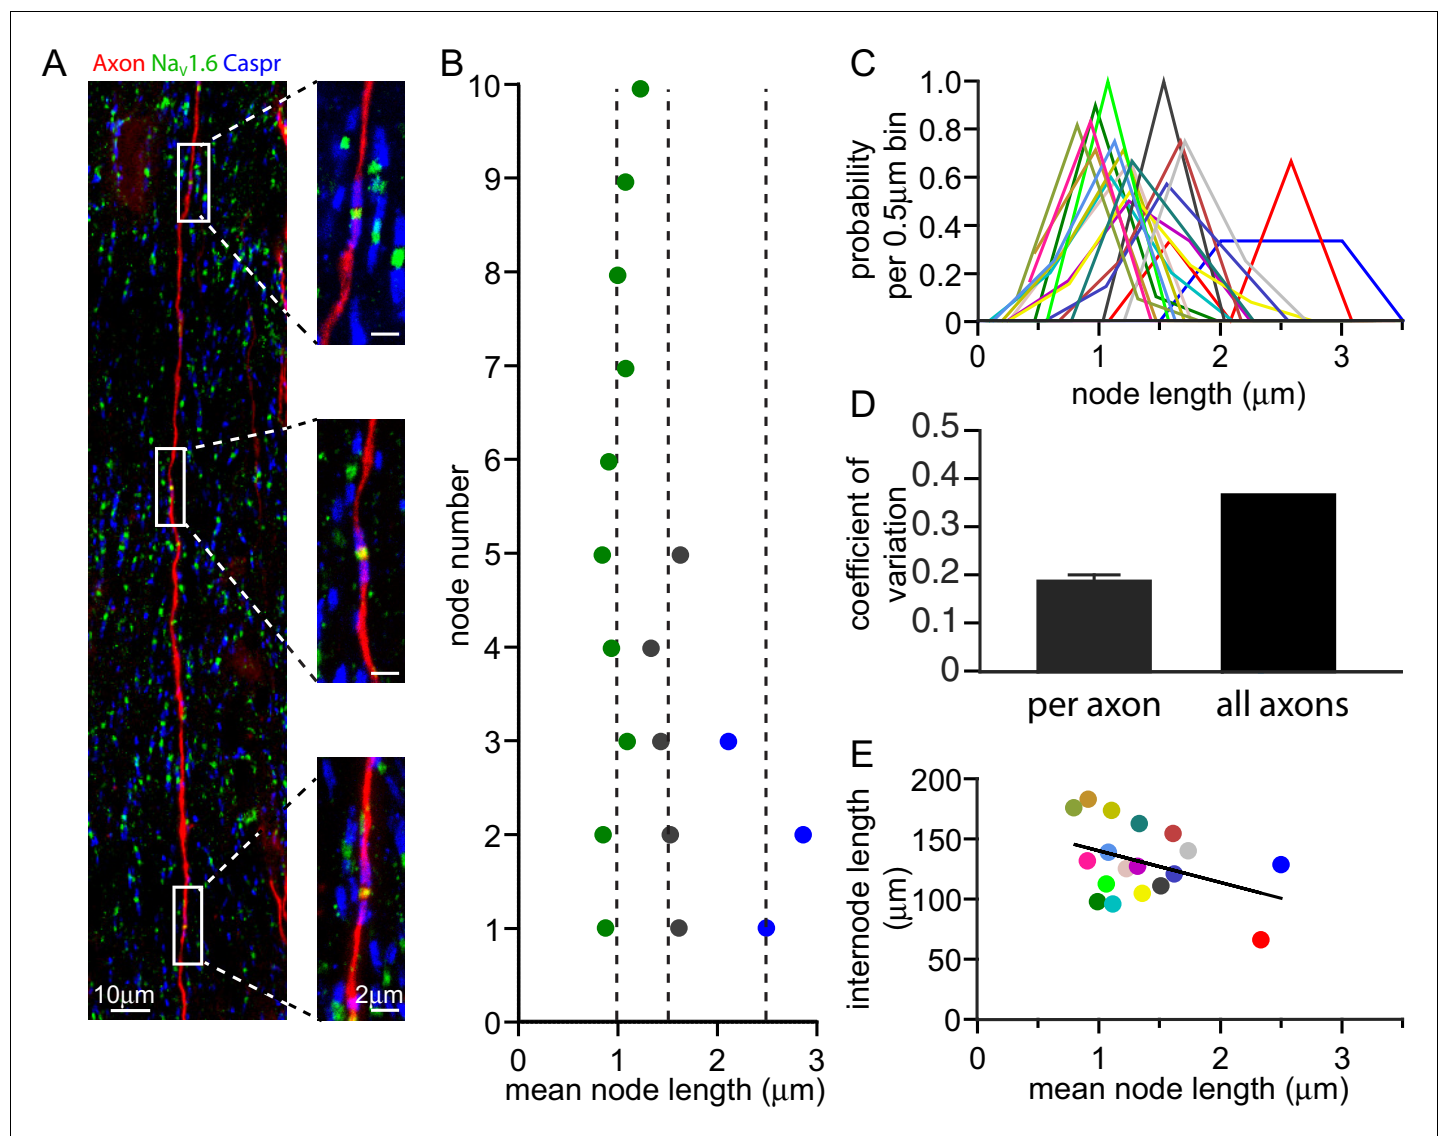 A
Axon Nav1.6 Caspr
10µm
2µm
B
10
9
8
7
6
5
4
3
2
1
0
node number
0 1 2 3
mean node length (µm)
C
1.0
0.8
0.6
0.4
0.2
0
probability
per 0.5µm bin
0 1 2 3
node length (µm)
D
0.5
0.4
0.3
0.2
0.1
0
coefficient of
variation
per axon all axons
E
200
150
100
50
0
internode length
(µm)
0 1 2 3
mean node length (µm)